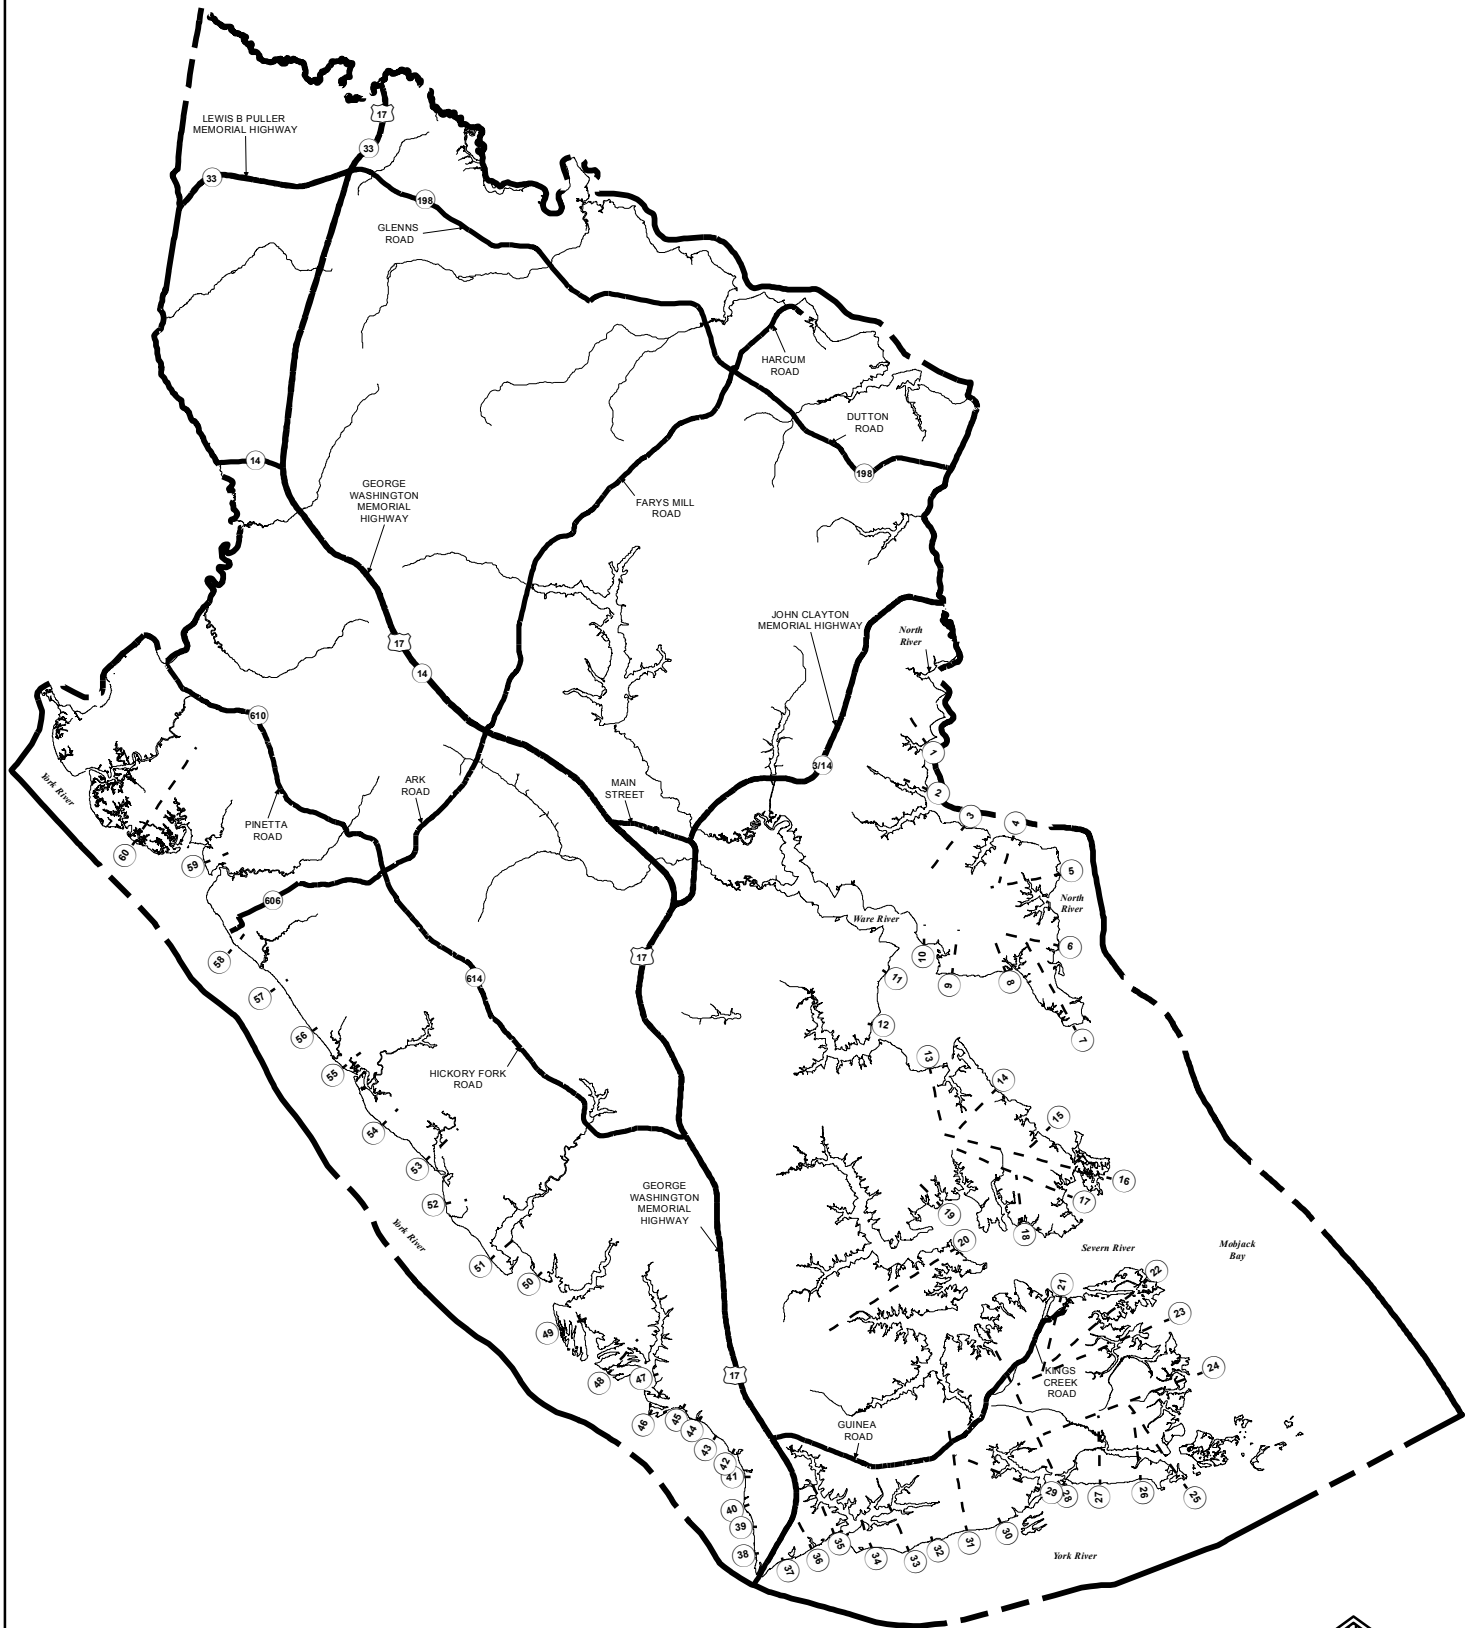 17
LEWIS B PULLER
MEMORIAL HIGHWAY
33
33
198
GLENNS
ROAD
HARCUM
ROAD
DUTTON
ROAD
198
14
GEORGE
WASHINGTON
MEMORIAL
HIGHWAY
FARYS MILL
ROAD
JOHN CLAYTON
MEMORIAL HIGHWAY
North
River
17
14
610
York River
PINETTA
ROAD
ARK
ROAD
MAIN
STREET
3/14
1
2
3
4
5
60
59
606
North
River
Ware River
6
58
17
10
11
9
8
57
614
7
12
56
55
HICKORY FORK
ROAD
13
14
15
54
53
16
17
GEORGE
WASHINGTON
MEMORIAL
HIGHWAY
52
York River
19
18
20
Severn River
Mobjack
Bay
51
50
21
22
23
49
24
17
48
47
KINGS
CREEK
ROAD
46
45
44
43
42
41
GUINEA
ROAD
29
28
27
26
25
40
39
38
37
36
35
34
33
32
31
30
York River